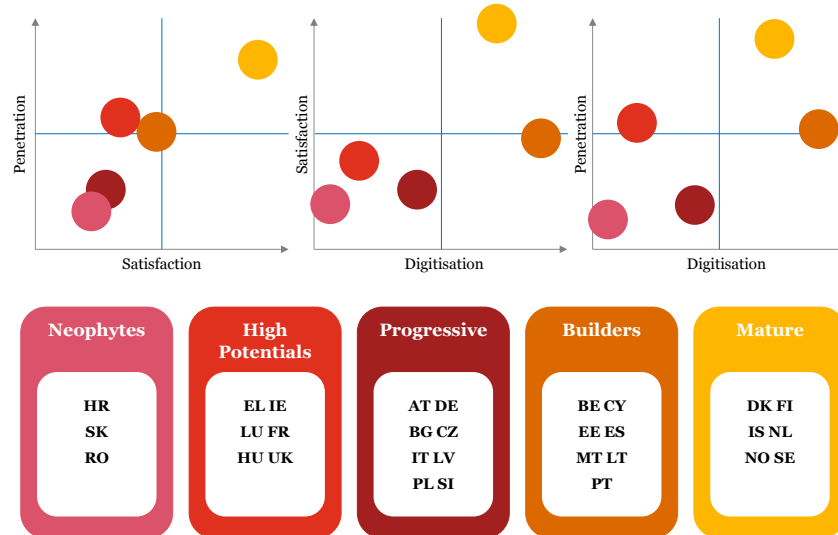 Penetration
Satisfaction
Satisfaction
Digitisation
Penetration
Digitisation
Neophytes
HR
SK
RO
High
Potentials
EL IE
LU FR
HU UK
Progressive
AT DE
BG CZ
IT LV
PL SI
Builders
BE CY
EE ES
MT LT
PT
Mature
DK FI
IS NL
NO SE